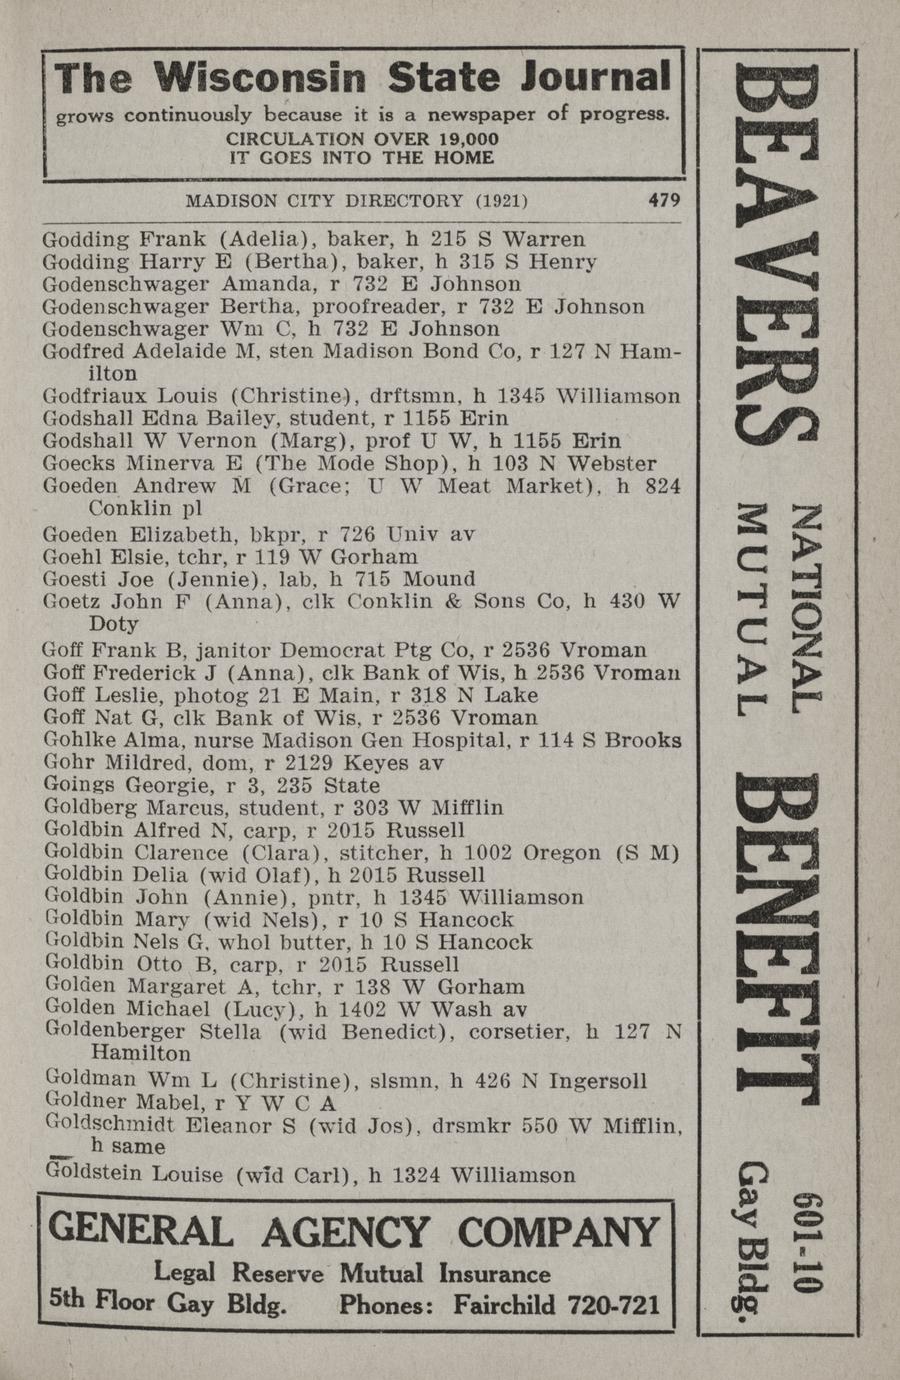 The Wisconsin State Journal
grows continuously because it is a newspaper of progress.
CIRCULATION OVER 19,000
IT GOES INTO THE HOME
MADISON CITY DIRECTORY (1921) 479
Godding Frank (Adelia), baker, h 215 S Warren
Godding Harry E (Bertha), baker, h 315 S Henry
Godenschwager Amanda, r 732 E Johnson
Godenschwager Bertha, proofreader, r 732 E Johnson
Godenschwager Wm C, h 732 E Johnson
Godfred Adelaide M, sten Madison Bond Co, r 127 N Ham-
ilton
Godfriaux Louis (Christine), drftsmn, h 1345 Williamson
Godshall Edna Bailey, student, r 1155 Erin
Godshall W Vernon (Marg), prof U W, h 1155 Erin
Goecks Minerva E (The Mode Shop), h 103 N Webster
Goeden Andrew M (Grace; U W Meat Market), h 824
Conklin pl
Goeden Elizabeth, bkpr, r 726 Univ av
Goehl Elsie, tchr, r 119 W Gorham
Goesti Joe (Jennie), lab, h 715 Mound
Goetz John F (Anna), clk Conklin & Sons Co, h 430 W
Doty
Goff Frank B, janitor Democrat Ptg Co, r 2536 Vroman
Goff Frederick J (Anna), clk Bank of Wis, h 2536 Vroman
Goff Leslie, photog 21 E Main, r 318 N Lake
Goff Nat G, clk Bank of Wis, r 2536 Vroman
Gohlke Alma, nurse Madison Gen Hospital, r 114 S Brooks
Gohr Mildred, dom, r 2129 Keyes av
Goings Georgie, r 3, 235 State
Goldberg Marcus, student, r 303 W Mifflin
Goldbin Alfred N, carp, r 2015 Russell
Goldbin Clarence (Clara), stitcher, h 1002 Oregon (S M)
Goldbin Delia (wid Olaf), h 2015 Russell
Goldbin John (Annie), pntr, h 1345 Williamson
Goldbin Mary (wid Nels), r 10 S Hancock
Goldbin Nels G, whol butter, h 10 S Hancock
Goldbin Otto B, carp, r 2015 Russell
Golden Margaret A, tchr, r 138 W Gorham
Golden Michael (Lucy), h 1402 W Wash av
Goldenberger Stella (wid Benedict), corsetier, h 127 N
Hamilton
Goldman Wm L (Christine), slsmn, h 426 N Ingersoll
Goldner Mabel, r Y W C A
Goldschmidt Eleanor S (wid Jos), drsmkr 550 W Mifflin,
h same
Goldstein Louise (wid Carl), h 1324 Williamson
GENERAL AGENCY COMPANY
Legal Reserve Mutual Insurance
5th Floor Gay Bldg. Phones: Fairchild 720-721
BEAVERS
NATIONAL
MUTUAL
BENEFIT
601-10
Gay Bldg.